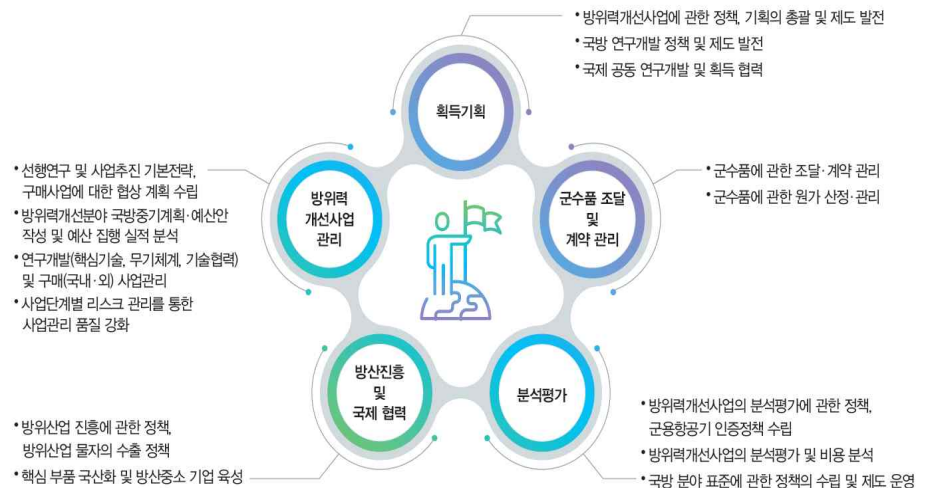 • 방위력개선사업에 관한 정책, 기획의 총괄 및 제도 발전
• 국방 연구개발 정책 및 제도 발전
• 국제 공동 연구개발 및 획득 협력
획득기획
• 선행연구 및 사업추진 기본전략,
구매사업에 대한 협상 계획 수립
• 방위력개선분야 국방중기계획·예산안
작성 및 예산 집행 실적 분석
• 연구개발(핵심기술, 무기체계, 기술협력)
및 구매(국내·외) 사업관리
• 사업단계별 리스크 관리를 통한
사업관리 품질 강화
방위력
개선사업
관리
군수품 조달
및
계약 관리
• 군수품에 관한 조달·계약 관리
• 군수품에 관한 원가 산정·관리
방산진흥
및
국제 협력
• 방위산업 진흥에 관한 정책,
방위산업 물자의 수출 정책
• 핵심 부품 국산화 및 방산중소 기업 육성
분석평가
• 방위력개선사업의 분석평가에 관한 정책,
군용항공기 인증정책 수립
• 방위력개선사업의 분석평가 및 비용 분석
• 국방 분야 표준에 관한 정책의 수립 및 제도 운영